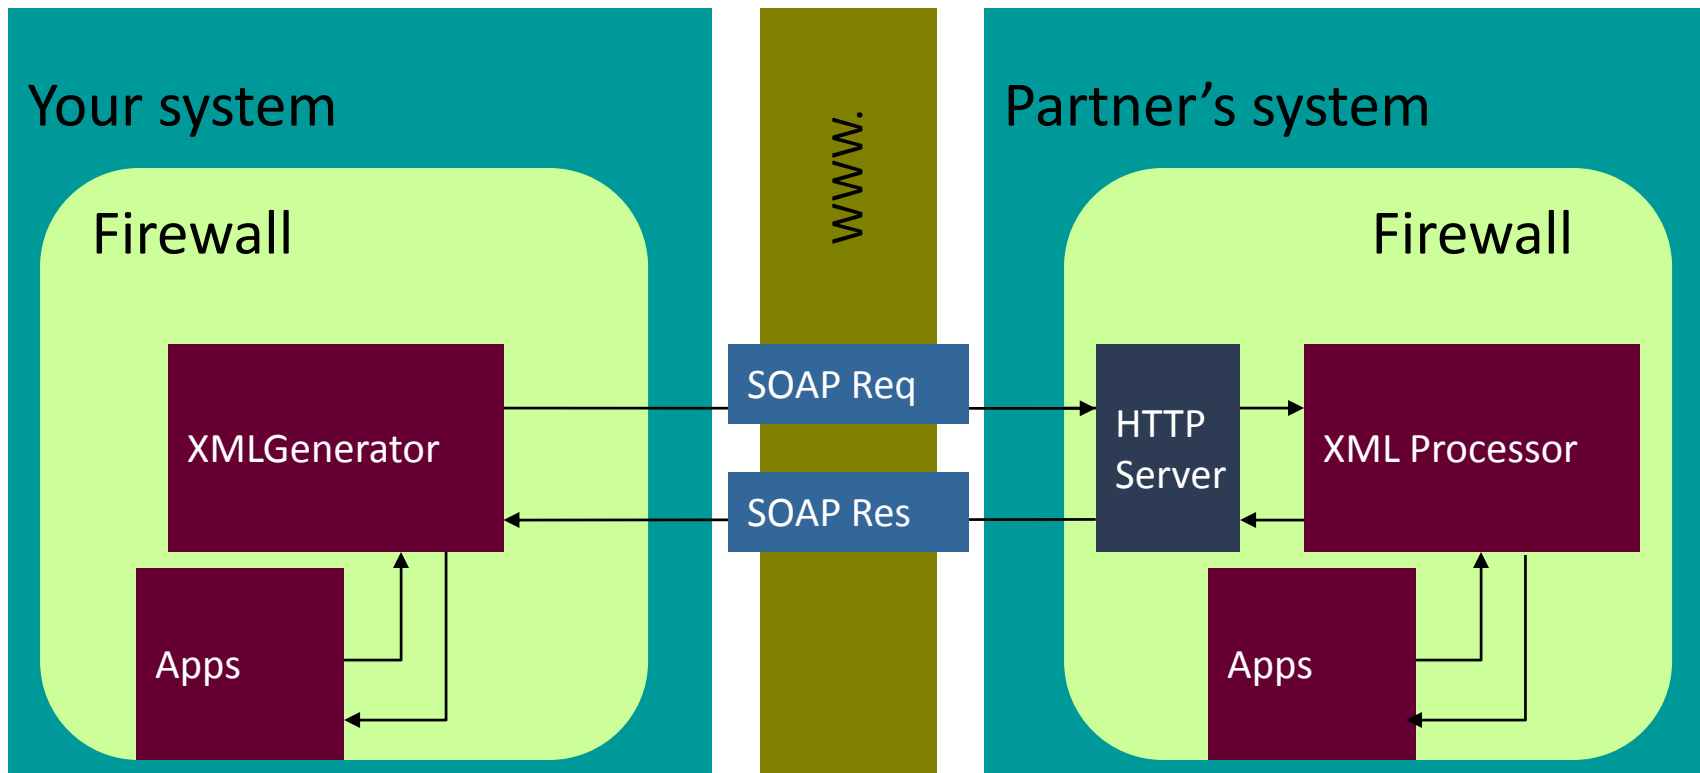 Your system
www.
Partner’s system
Firewall
Firewall
SOAP Req
HTTP
Server
XMLGenerator
XML Processor
SOAP Res
Apps
Apps